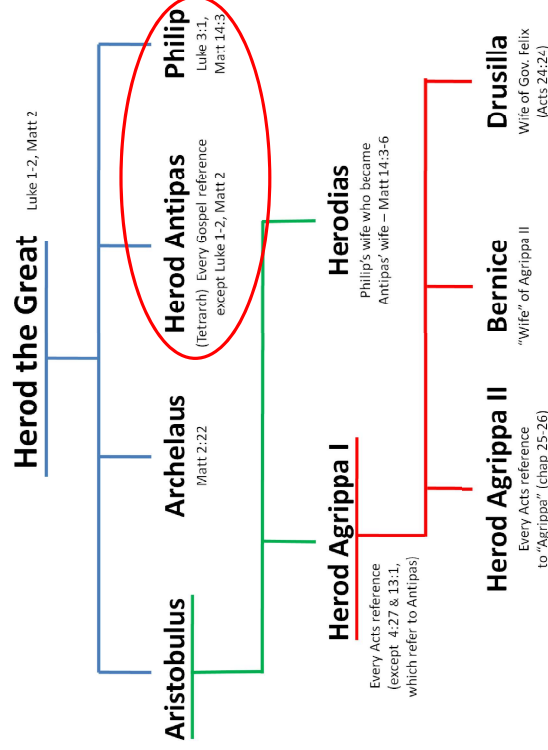 Herod the Great
Luke 1-2, Matt 2
Aristobulus
Archelaus
Matt 2:22
Herod Antipas
(Tetrarch) Every Gospel reference
except Luke 1-2, Matt 2
Philip
Luke 3:1,
Matt 14:3
Herod Agrippa I
Every Acts reference
(except 4:27 & 13:1,
which refer to Antipas)
Herodias
Philip's wife who became
Antipas' wife – Matt 14:3-6
Herod Agrippa II
Every Acts reference
to "Agrippa" (chap 25-26)
Bernice
"Wife" of Agrippa II
Drusilla
Wife of Gov. Felix
(Acts 24:24)